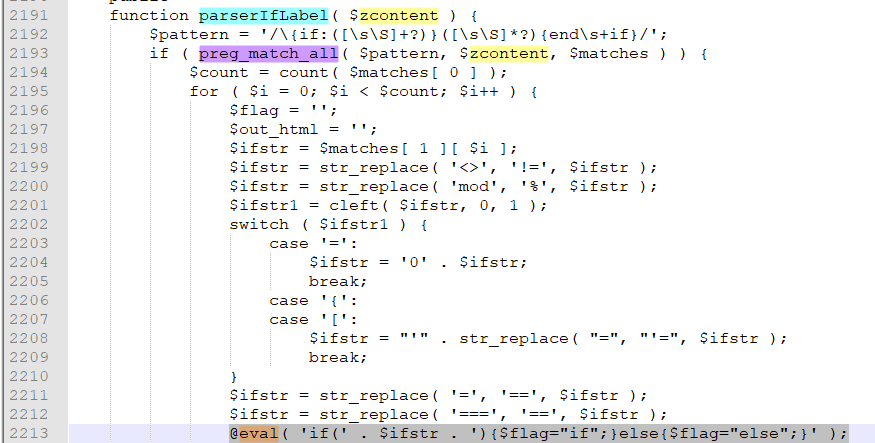 2191 function parserIfLabel( $zcontent ) {
2192 $pattern = '/\{if:([\s\S]+?)}([\s\S]*?){end\s+if}/';
2193 if ( preg_match_all( $pattern, $zcontent, $matches ) ) {
2194 $count = count( $matches[ 0 ] );
2195 for ( $i = 0; $i < $count; $i++ ) {
2196 $flag = '';
2197 $out_html = '';
2198 $ifstr = $matches[ 1 ][ $i ];
2199 $ifstr = str_replace( '<>', '!=', $ifstr );
2200 $ifstr = str_replace( 'mod', '%', $ifstr );
2201 $ifstr1 = cleft( $ifstr, 0, 1 );
2202 switch ( $ifstr1 ) {
2203 case '=':
2204 $ifstr = '0' . $ifstr;
2205 break;
2206 case '{':
2207 case '[':
2208 $ifstr = "'" . str_replace( "=", "'=", $ifstr );
2209 break;
2210 }
2211 $ifstr = str_replace( '=', '==', $ifstr );
2212 $ifstr = str_replace( '===', '==', $ifstr );
2213 @eval( 'if(' . $ifstr . '){$flag="if";}else{$flag="else";}' );